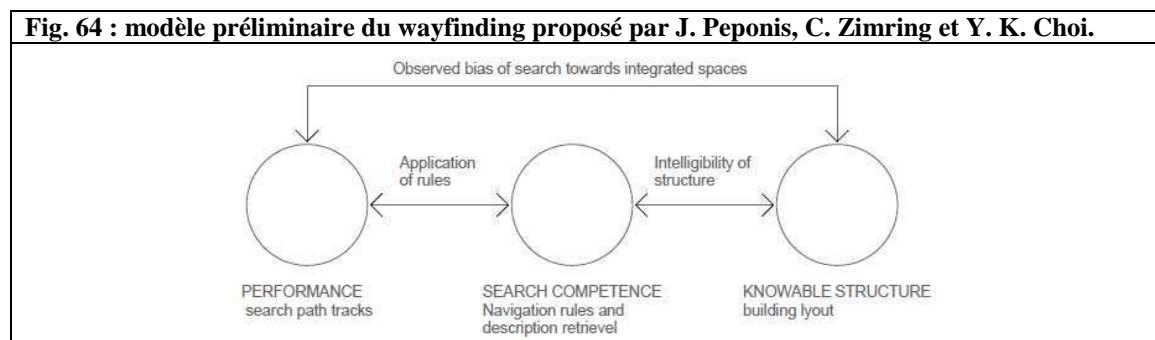 Fig. 64 : modèle préliminaire du wayfinding proposé par J. Peponis, C. Zimring et Y. K. Choi.
Observed bias of search towards integrated spaces
Application
of rules
Intelligibility of
structure
PERFORMANCE
search path tracks
SEARCH COMPETENCE
Navigation rules and
description retrievel
KNOWABLE STRUCTURE
building lyout